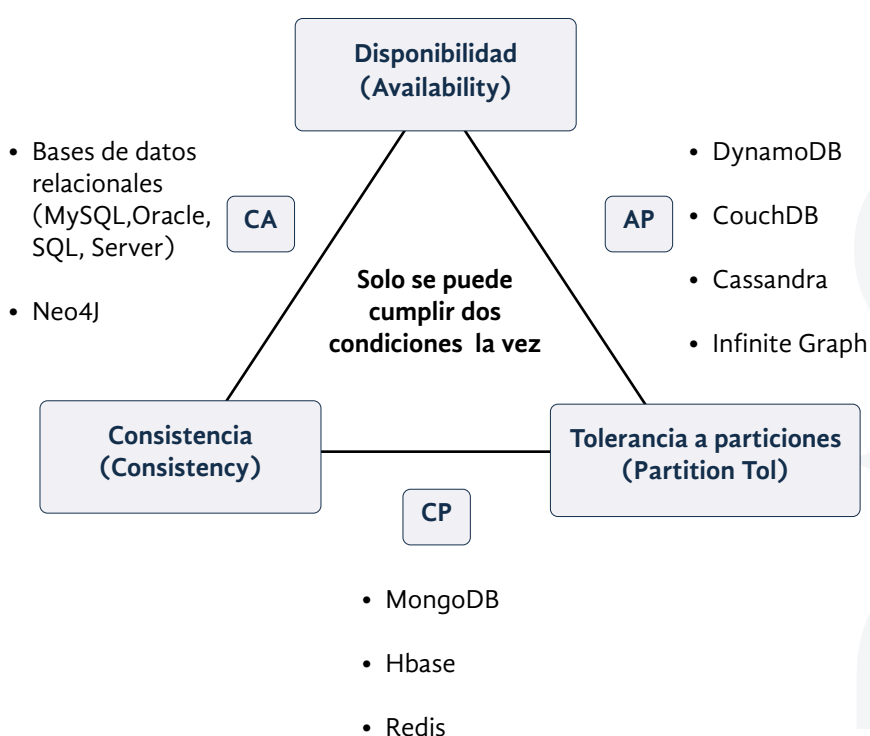 Disponibilidad
(Availability)
• Bases de datos
relacionales
(MySQL,Oracle,
SQL, Server)
• Neo4J
CA
AP
• DynamoDB
• CouchDB
• Cassandra
• Infinite Graph
Solo se puede
cumplir dos
condiciones la vez
Consistencia
(Consistency)
Tolerancia a particiones
(Partition Tol)
CP
• MongoDB
• Hbase
• Redis